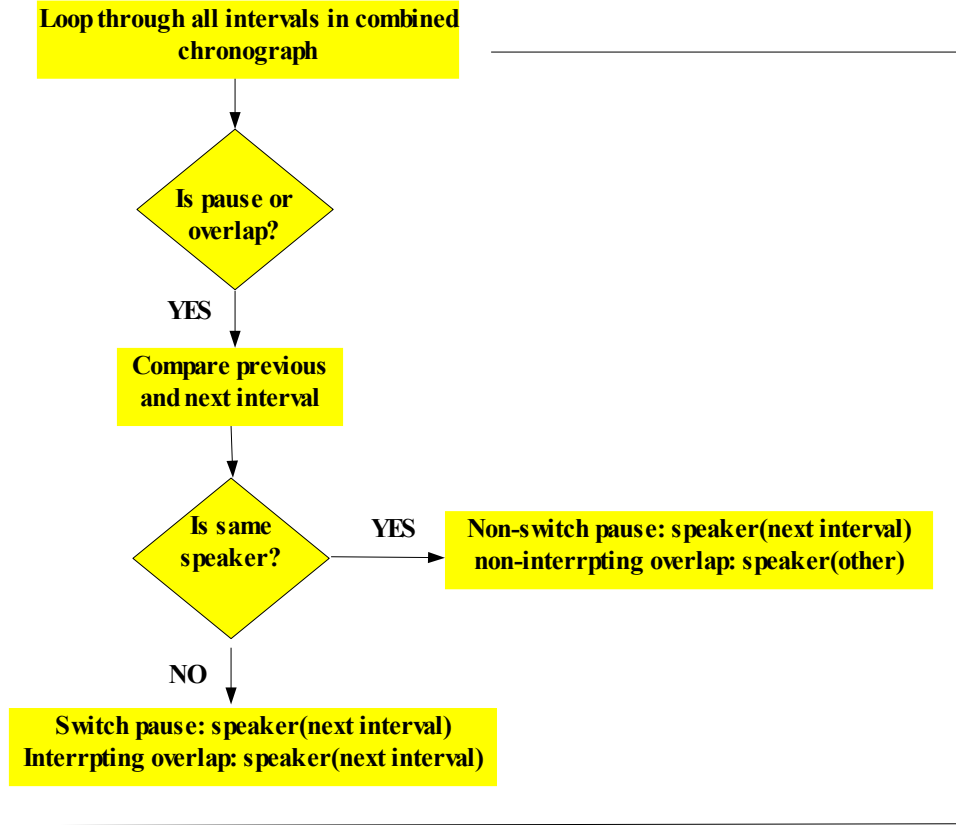 Loop through all intervals in combined
chronograph
Is pause or
overlap?
YES
Compare previous
and next interval
Is same
speaker?
YES
Non-switch pause: speaker(next interval)
non-interrpting overlap: speaker(other)
NO
Switch pause: speaker(next interval)
Interrpting overlap: speaker(next interval)